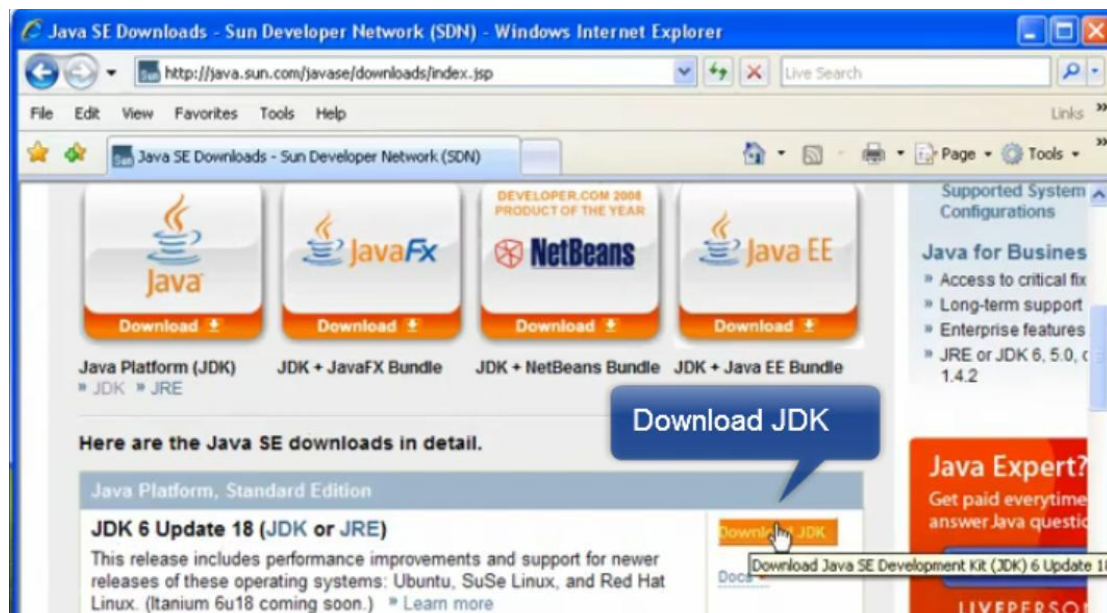 Java SE Downloads - Sun Developer Network (SDN) - Windows Internet Explorer
Sun http://java.sun.com/javase/downloads/index.jsp Live Search
File Edit View Favorites Tools Help Links »
Sun Java SE Downloads - Sun Developer Network (SDN) Page Tools »
Java
Download
JavaFX
Download
DEVELOPER.COM 2008
PRODUCT OF THE YEAR
NetBeans
Download
Java EE
Download
Java Platform (JDK)
» JDK » JRE
JDK + JavaFX Bundle
JDK + NetBeans Bundle
JDK + Java EE Bundle
Download JDK
Here are the Java SE downloads in detail.
Java Platform, Standard Edition
JDK 6 Update 18 (JDK or JRE)
This release includes performance improvements and support for newer
releases of these operating systems: Ubuntu, SuSe Linux, and Red Hat
Linux. (Itanium 6u18 coming soon.) » Learn more
Download JDK
Download Java SE Development Kit (JDK) 6 Update 18
Docs
Supported System
Configurations
Java for Busines
» Access to critical fix
» Long-term support
» Enterprise features
» JRE or JDK 6, 5.0,
1.4.2
Java Expert?
Get paid everytime
answer Java questio
LIVEPERSO